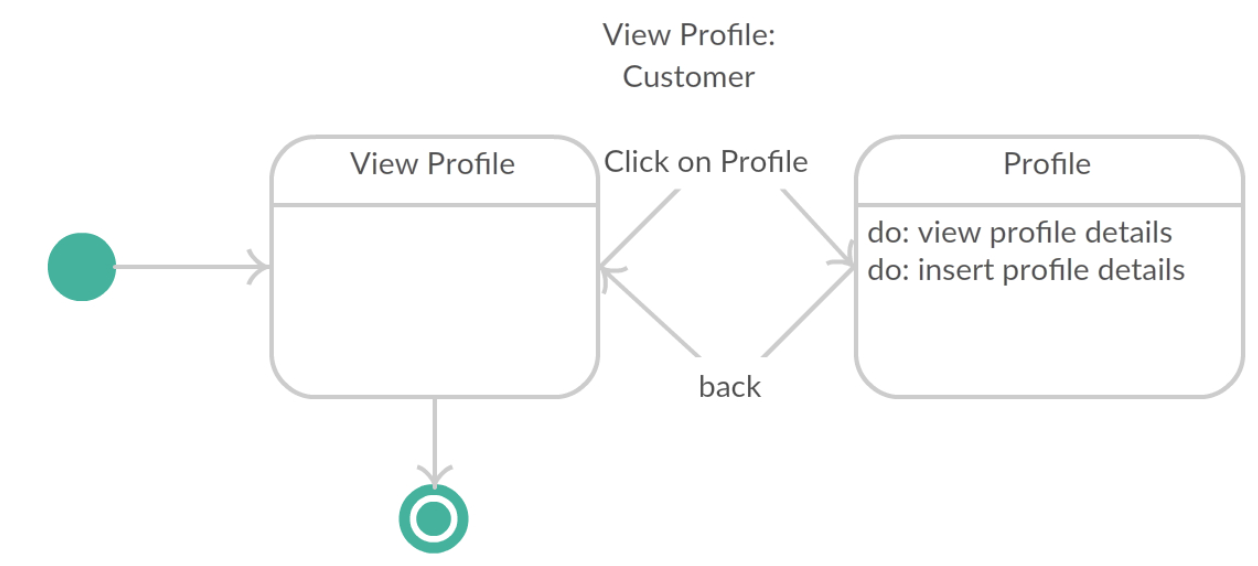 View Profile:
Customer
View Profile
Click on Profile
Profile
do: view profile details
do: insert profile details
back